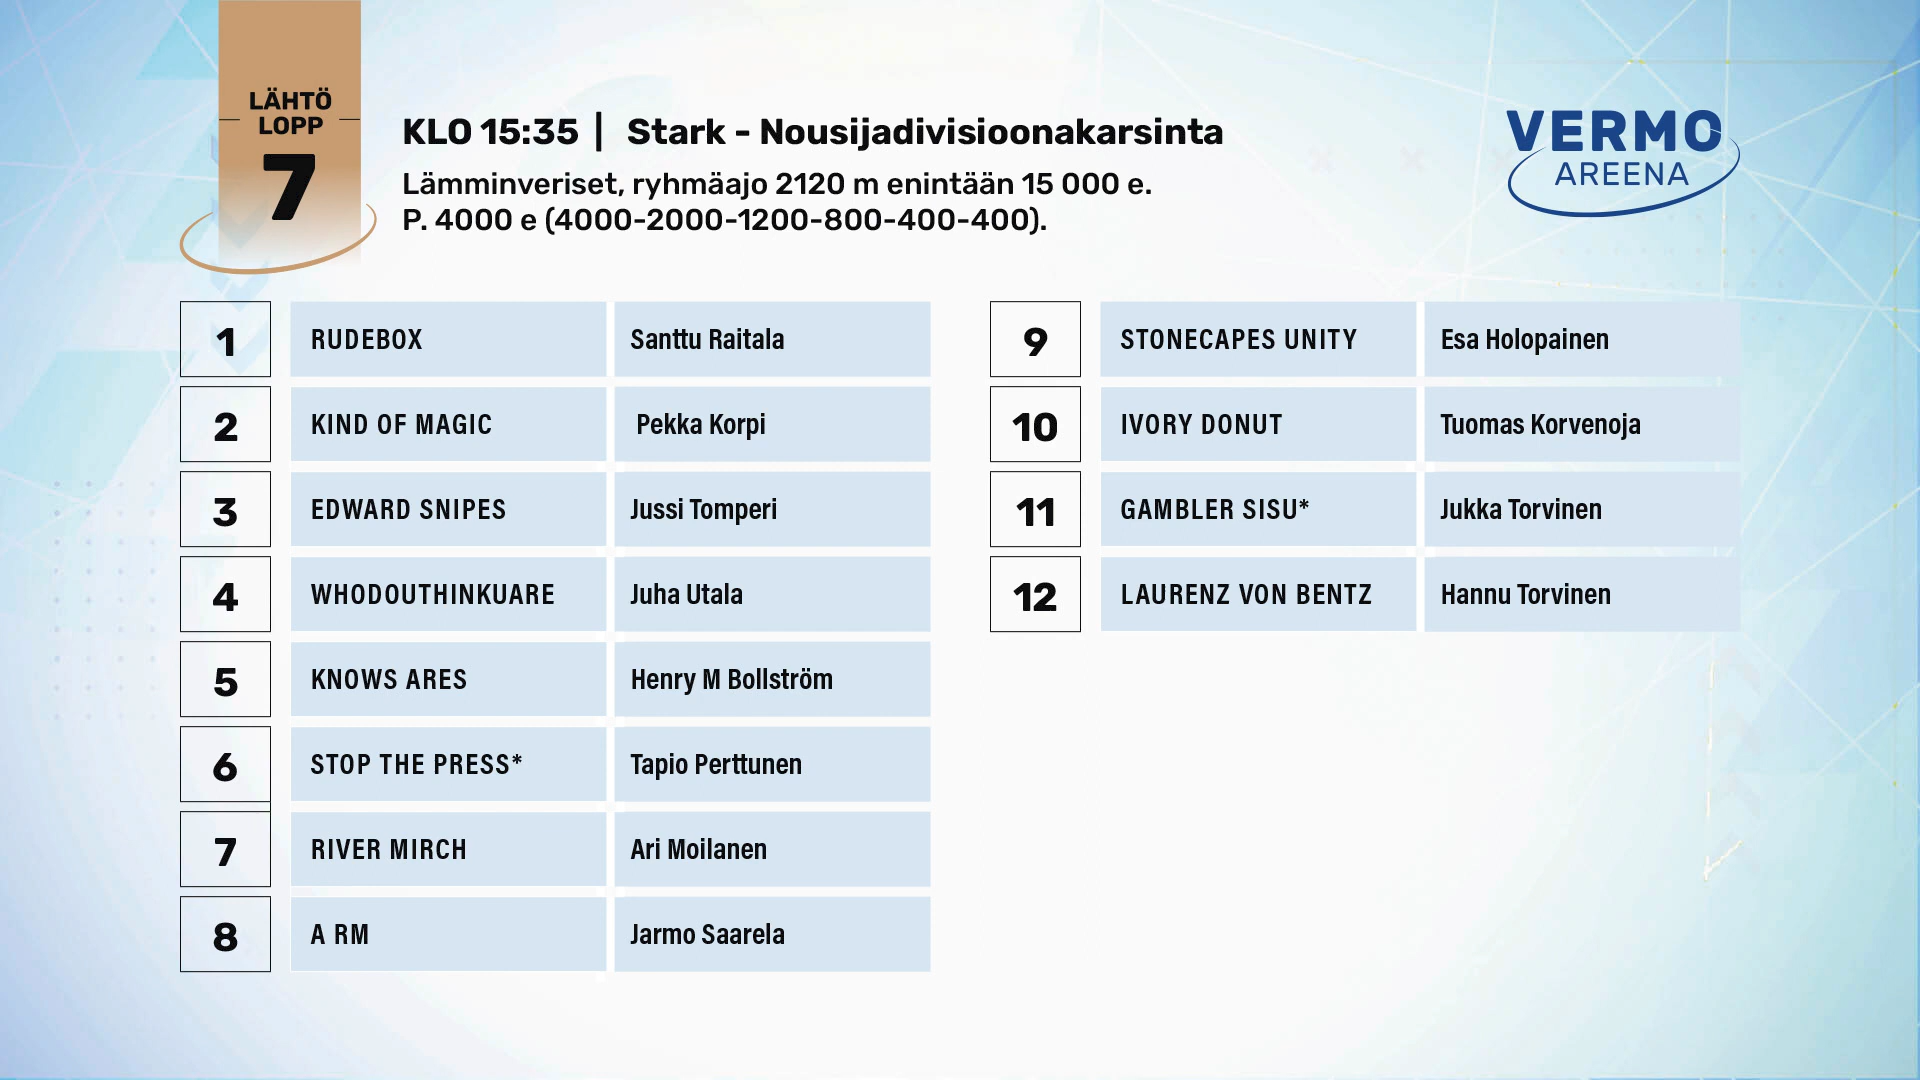 LÄHTÖ
LOPP
7
KLO 15:35 | Stark - Nousijadivisioonakarsinta
Lämminveriset, ryhmäajo 2120 m enintään 15 000 e.
P. 4000 e (4000-2000-1200-800-400-400).
VERMO
AREENA
1 RUDEBOX Santtu Raitala
2 KIND OF MAGIC Pekka Korpi
3 EDWARD SNIPES Jussi Tomperi
4 WHODOUTHINKUARE Juha Utala
5 KNOWS ARES Henry M Bollström
6 STOP THE PRESS* Tapio Perttunen
7 RIVER MIRCH Ari Moilanen
8 A RM Jarmo Saarela
9 STONECAPES UNITY Esa Holopainen
10 IVORY DONUT Tuomas Korvenoja
11 GAMBLER SISU* Jukka Torvinen
12 LAURENZ VON BENTZ Hannu Torvinen